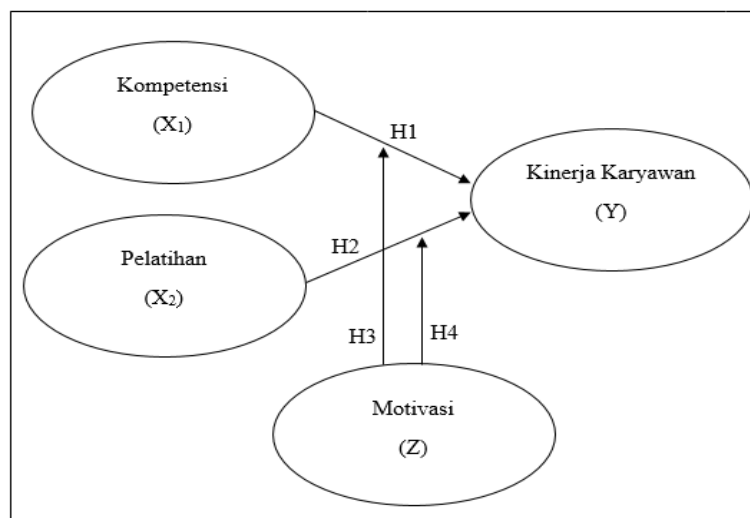 Kompetensi
(X₁)
H1
Kinerja Karyawan
(Y)
Pelatihan
(X₂)
H2
H3
H4
Motivasi
(Z)